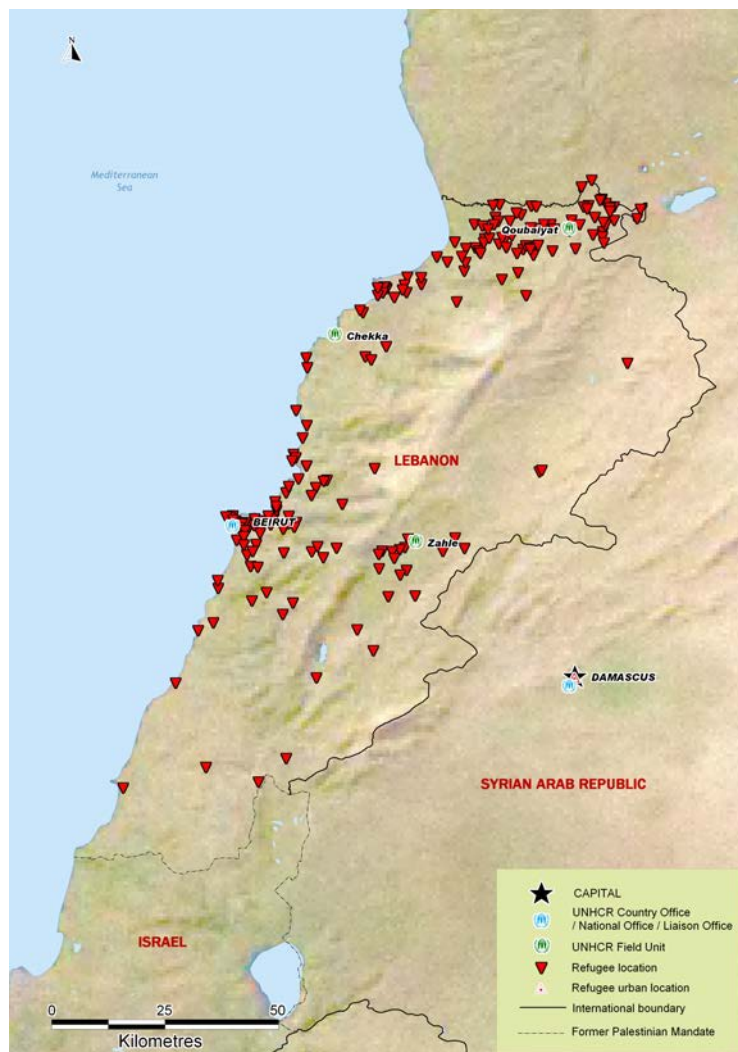 N
Mediterranean
Sea
Qoubaiyat
Chekka
LEBANON
BEIRUT
Zahle
DAMASCUS
SYRIAN ARAB REPUBLIC
ISRAEL
CAPITAL
UNHCR Country Office
/ National Office / Liaison Office
UNHCR Field Unit
Refugee location
Refugee urban location
International boundary
Former Palestinian Mandate
0 25 50
Kilometres